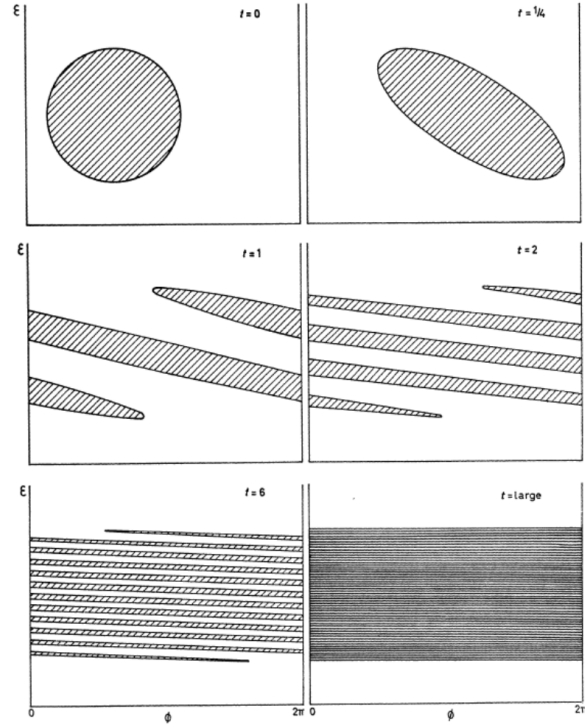 ε t = 0 t = 1/4
ε t = 1 t = 2
ε t = 6 t = large
0 φ 2π 0 φ 2π